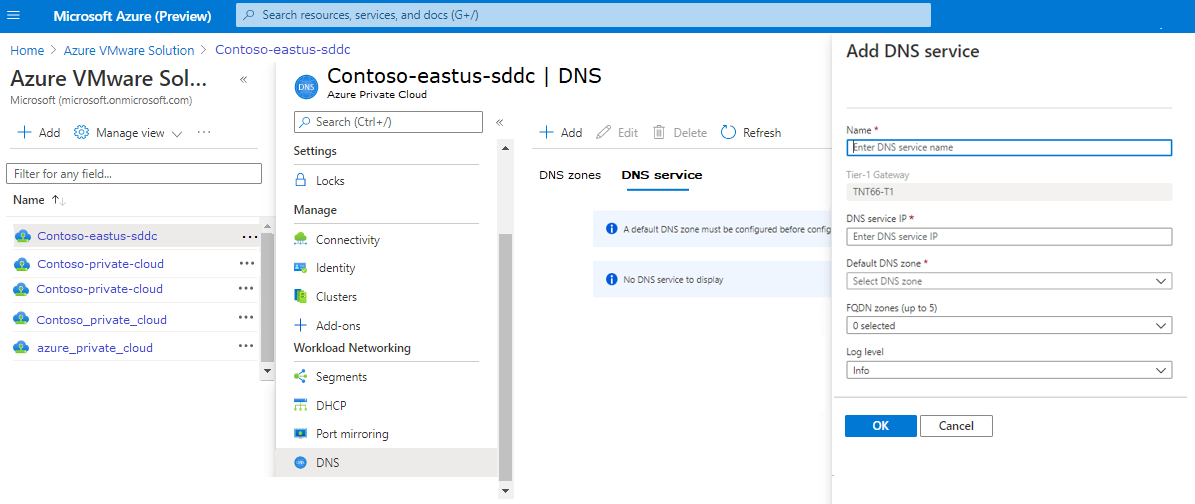 Microsoft Azure (Preview)
Search resources, services, and docs (G+/)
Home > Azure VMware Solution > Contoso-eastus-sddc
Azure VMware Sol...
Microsoft (microsoft.onmicrosoft.com)
Add
Manage view
Filter for any field...
Name
Contoso-eastus-sddc
Contoso-private-cloud
Contoso-private-cloud
Contoso_private_cloud
azure_private_cloud
DNS
Contoso-eastus-sddc | DNS
Azure Private Cloud
Search (Ctrl+/)
Settings
Locks
Manage
Connectivity
Identity
Clusters
Add-ons
Workload Networking
Segments
DHCP
Port mirroring
DNS
Add
Edit
Delete
Refresh
DNS zones
DNS service
A default DNS zone must be configured before config
No DNS service to display
Add DNS service
Name *
Enter DNS service name
Tier-1 Gateway
TNT66-T1
DNS service IP *
Enter DNS service IP
Default DNS zone *
Select DNS zone
FQDN zones (up to 5)
0 selected
Log level
Info
OK
Cancel